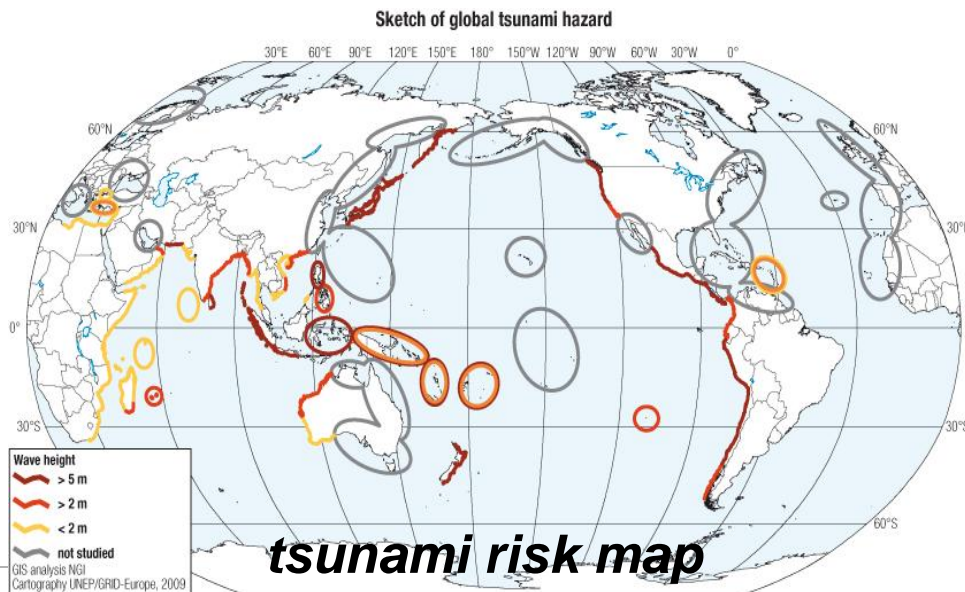 Sketch of global tsunami hazard
30°E 60°E 90°E 120°E 150°E 180° 150°W 120°W 90°W 60°W 30°W 0°
60°N 60°N
30°N 30°N
0° 0°
30°S 30°S
60°S
Wave height
> 5 m
> 2 m
< 2 m
not studied
GIS analysis NGI
Cartography UNEP/GRID-Europe, 2009
tsunami risk map